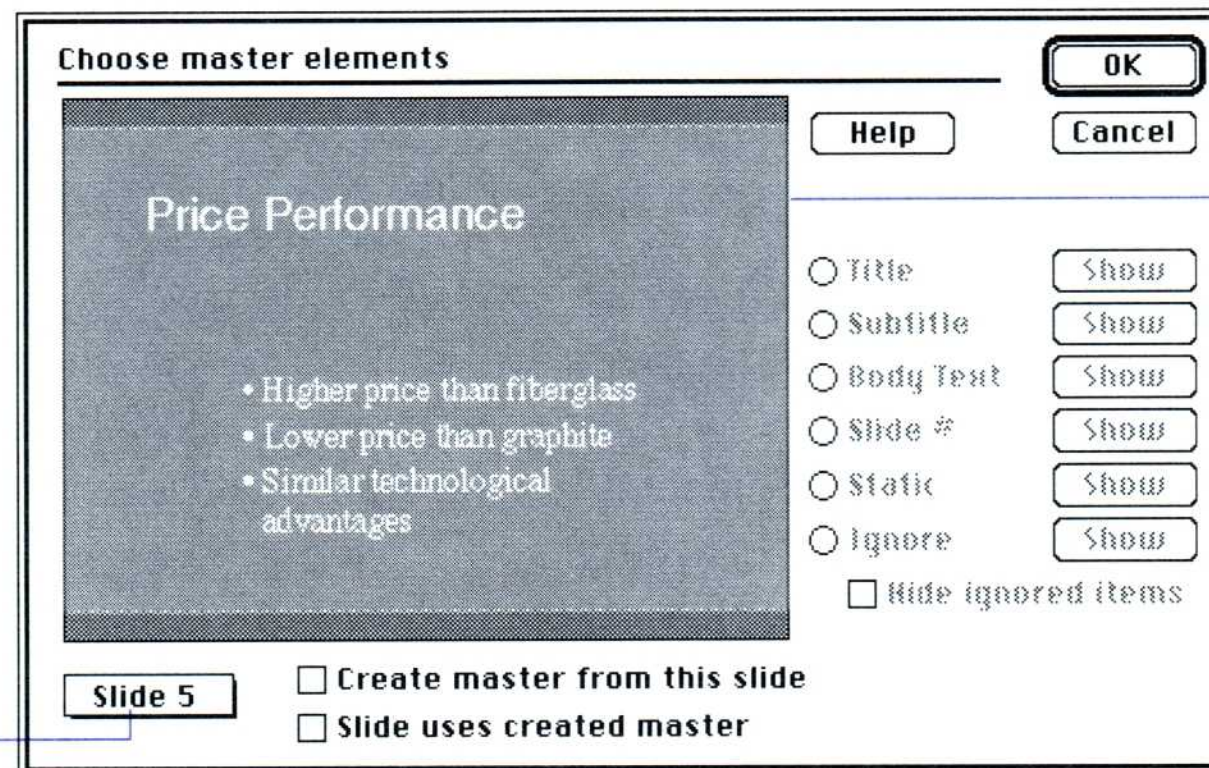 Choose master elements
OK
Help
Cancel
Price Performance
• Higher price than fiberglass
• Lower price than graphite
• Similar technological
advantages
Title
Show
Subtitle
Show
Body Text
Show
Slide #
Show
Static
Show
Ignore
Show
Hide ignored items
Slide 5
Create master from this slide
Slide uses created master